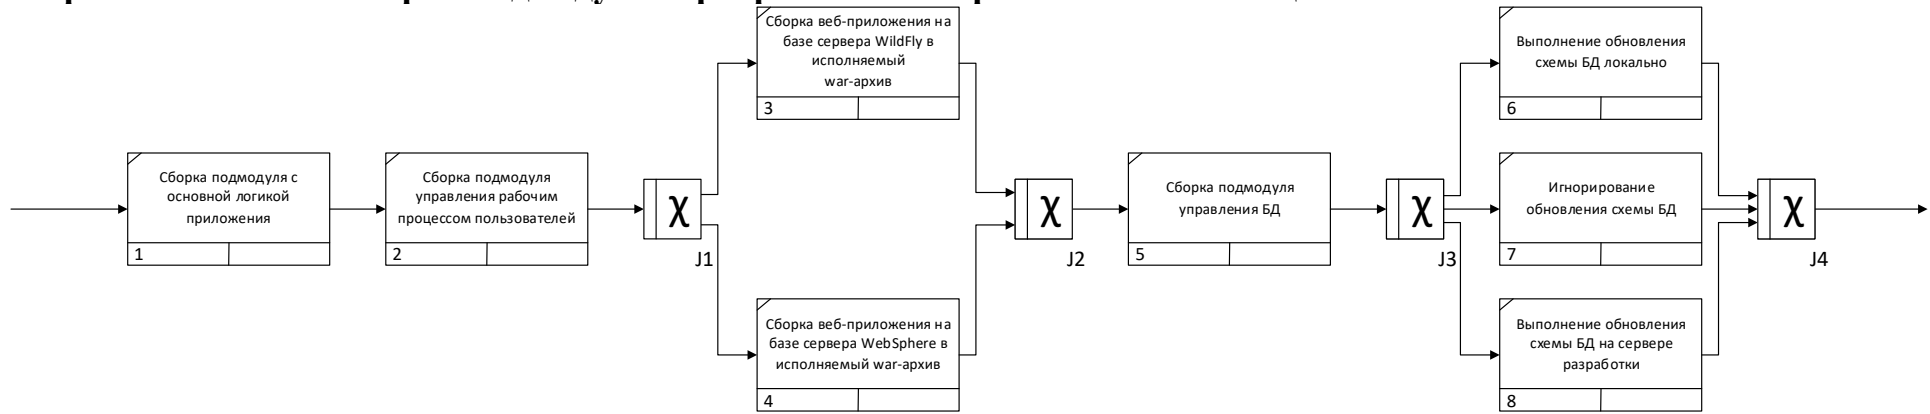 Сборка подмодуля с
основной логикой
приложения
1
Сборка подмодуля
управления рабочим
процессом пользователей
2
χ
J1
Сборка веб-приложения на
базе сервера WildFly в
исполняемый
war-архив
3
Сборка веб-приложения на
базе сервера WebSphere в
исполняемый war-архив
4
χ
J2
Сборка подмодуля
управления БД
5
χ
J3
Выполнение обновления
схемы БД локально
6
Игнорирование
обновления схемы БД
7
Выполнение обновления
схемы БД на сервере
разработки
8
χ
J4